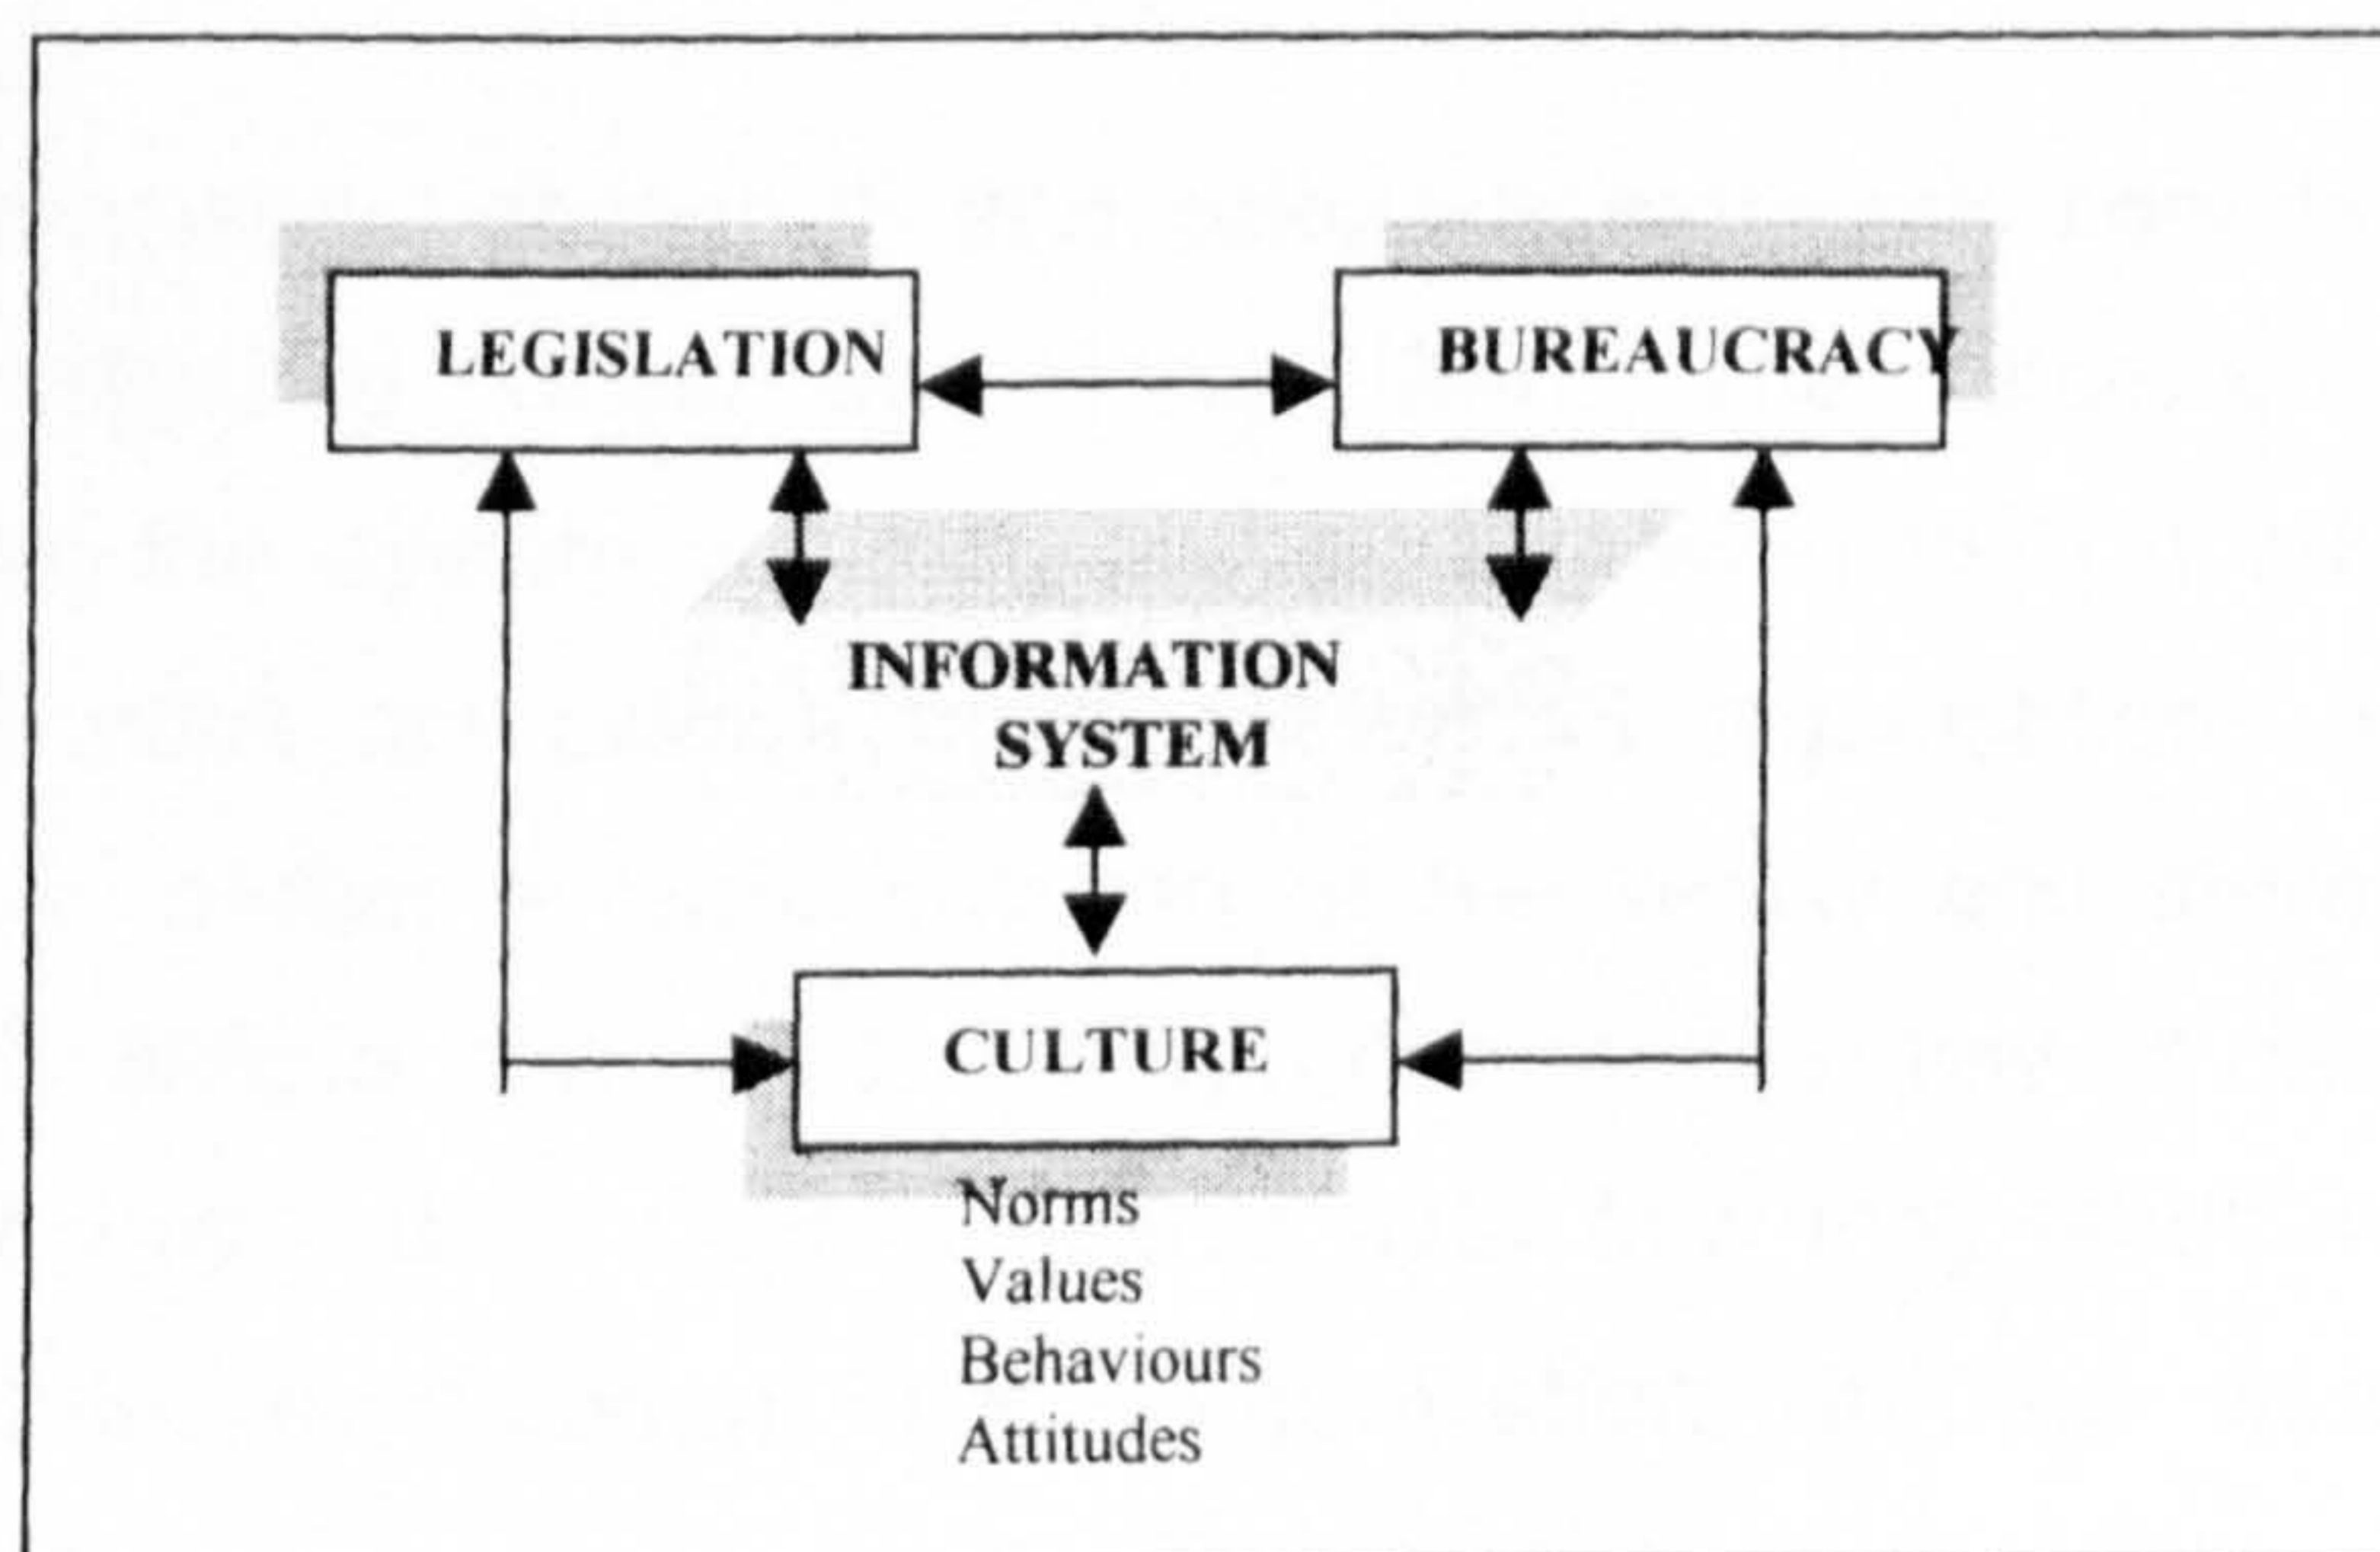 LEGISLATION
BUREAUCRACY
INFORMATION
SYSTEM
CULTURE
Norms
Values
Behaviours
Attitudes